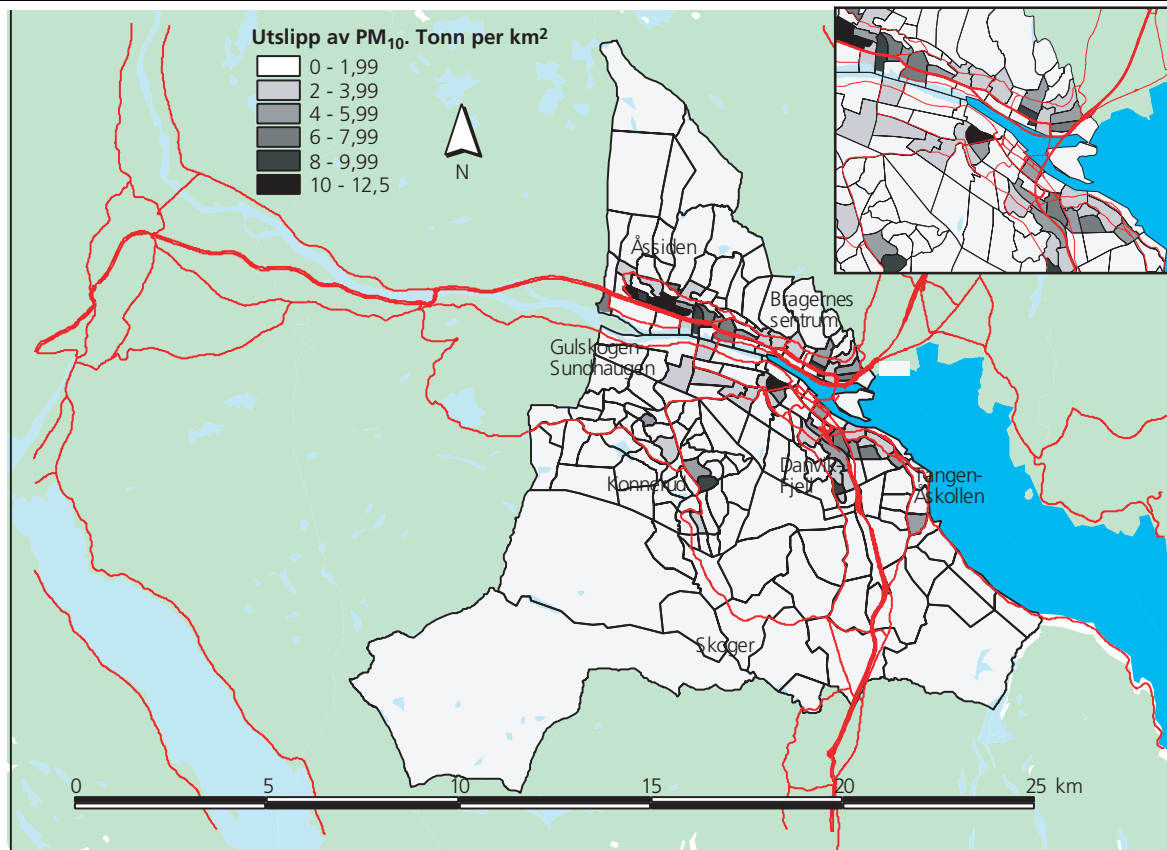 Utslipp av PM10. Tonn per km2
0 - 1,99
2 - 3,99
4 - 5,99
6 - 7,99
8 - 9,99
10 - 12,5
N
Åssiden
Bragernes
sentrum
Gulskogen-
Sundhaugen
Konnerud
Danvik-
Fjell
Tangen-
Åskollen
Skoger
0 5 10 15 20 25 km